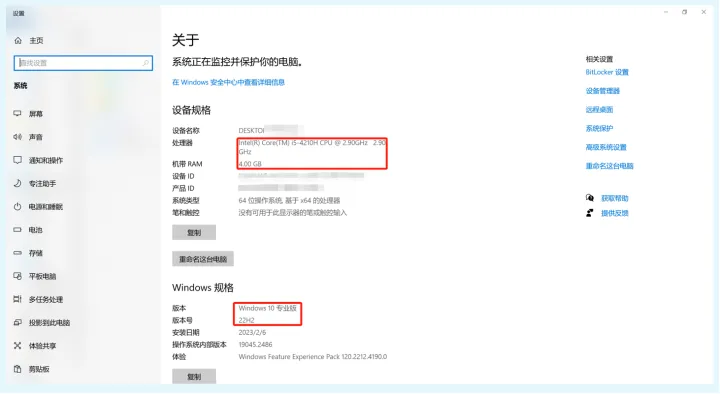 设置
主页
查找设置
系统
屏幕
声音
通知和操作
专注助手
电源和睡眠
电池
存储
平板电脑
多任务处理
投影到此电脑
体验共享
剪贴板
关于
系统正在监控并保护你的电脑。
在 Windows 安全中心中查看详细信息
设备规格
设备名称 DESKTO
处理器 Intel(R) Core(TM) i5-4210H CPU @ 2.90GHz 2.90
GHz
机带 RAM 4.00 GB
设备 ID
产品 ID
系统类型 64 位操作系统, 基于 x64 的处理器
笔和触控 没有可用于此显示器的笔或触控输入
复制
重命名这台电脑
Windows 规格
版本 Windows 10 专业版
版本号 22H2
安装日期 2023/2/6
操作系统内部版本 19045.2486
体验 Windows Feature Experience Pack 120.2212.4190.0
复制
相关设置
BitLocker 设置
设备管理器
远程桌面
系统保护
高级系统设置
重命名这台电脑
获取帮助
提供反馈